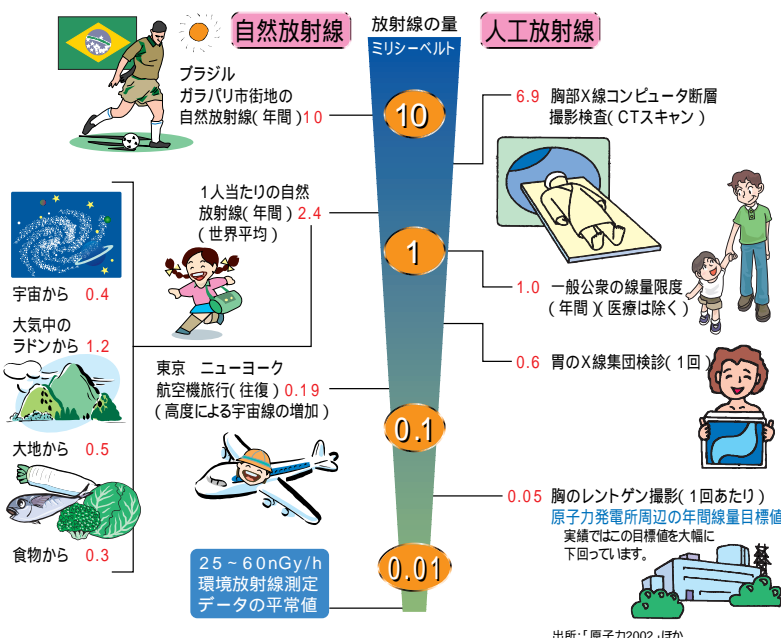 自然放射線
放射線の量
ミリシーベルト
人工放射線
ブラジル
ガラパリ市街地の
自然放射線(年間)10
10
6.9 胸部X線コンピュータ断層
撮影検査(CTスキャン)
1人当たりの自然
放射線(年間)2.4
(世界平均)
1
宇宙から 0.4
1.0 一般公衆の線量限度
(年間)(医療は除く)
大気中の
ラドンから 1.2
0.6 胃のX線集団検診(1回)
東京 ニューヨーク
航空機旅行(往復)0.19
(高度による宇宙線の増加)
0.1
大地から 0.5
0.05 胸のレントゲン撮影(1回あたり)
原子力発電所周辺の年間線量目標値
実績ではこの目標値を大幅に
下回っています。
食物から 0.3
25~60nGy/h
環境放射線測定
データの平常値
0.01
出所:「原子力2002」ほか